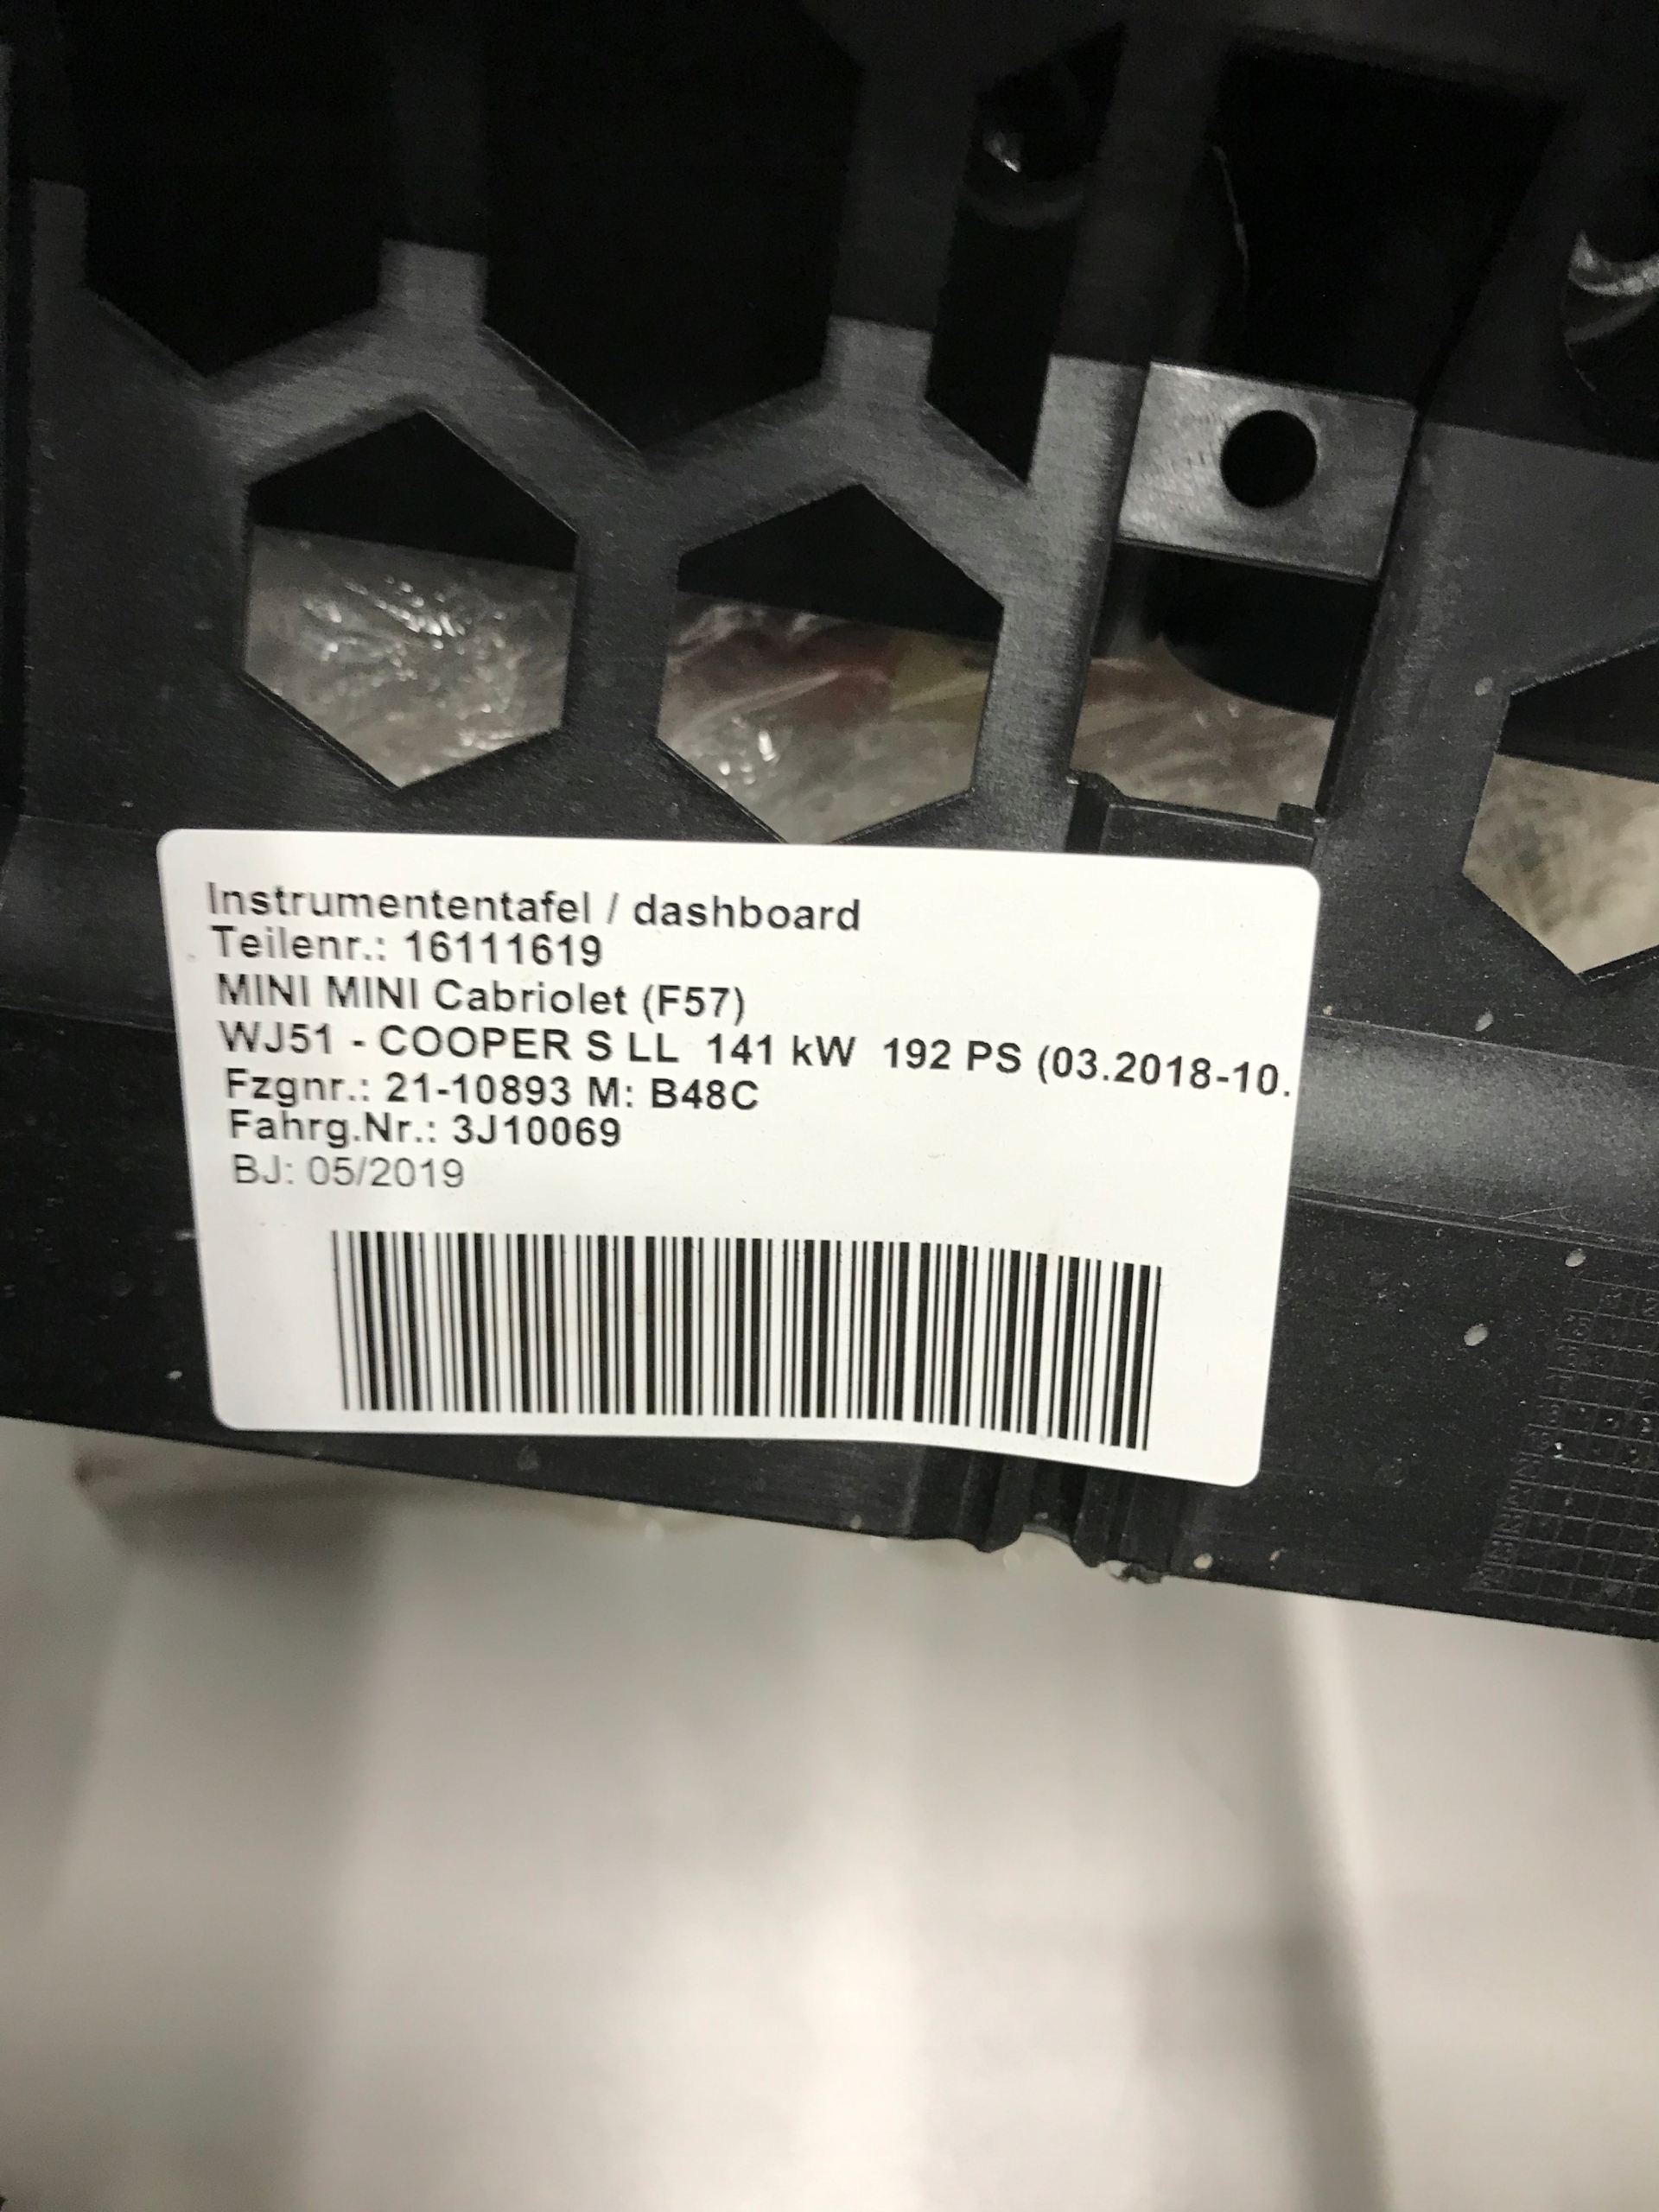 Instrumententafel / dashboard
Teilenr.: 16111619
MINI MINI Cabriolet (F57)
WJ51 - COOPER S LL 141 kW 192 PS (03.2018-10.
Fzgnr.: 21-10893 M: B48C
Fahrg.Nr.: 3J10069
BJ: 05/2019